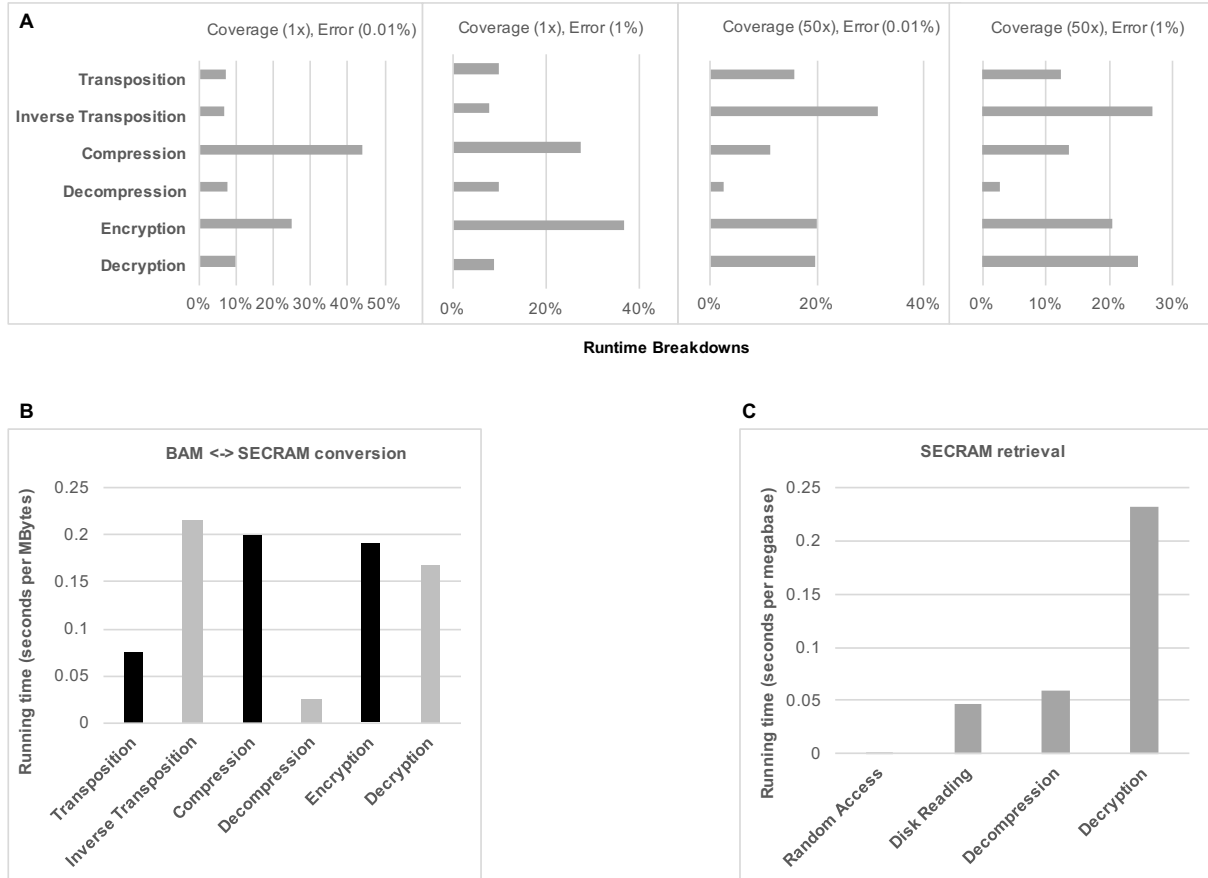 A
Coverage (1x), Error (0.01%)
Coverage (1x), Error (1%)
Coverage (50x), Error (0.01%)
Coverage (50x), Error (1%)
Transposition
Inverse Transposition
Compression
Decompression
Encryption
Decryption
0% 10% 20% 30% 40% 50%
0% 20% 40%
0% 20% 40%
0% 10% 20% 30%
Runtime Breakdowns
B
BAM <-> SECRAM conversion
Running time (seconds per MBytes)
0.25
0.2
0.15
0.1
0.05
0
Transposition
Inverse Transposition
Compression
Decompression
Encryption
Decryption
C
SECRAM retrieval
Running time (seconds per megabase)
0.25
0.2
0.15
0.1
0.05
0
Random Access
Disk Reading
Decompression
Decryption